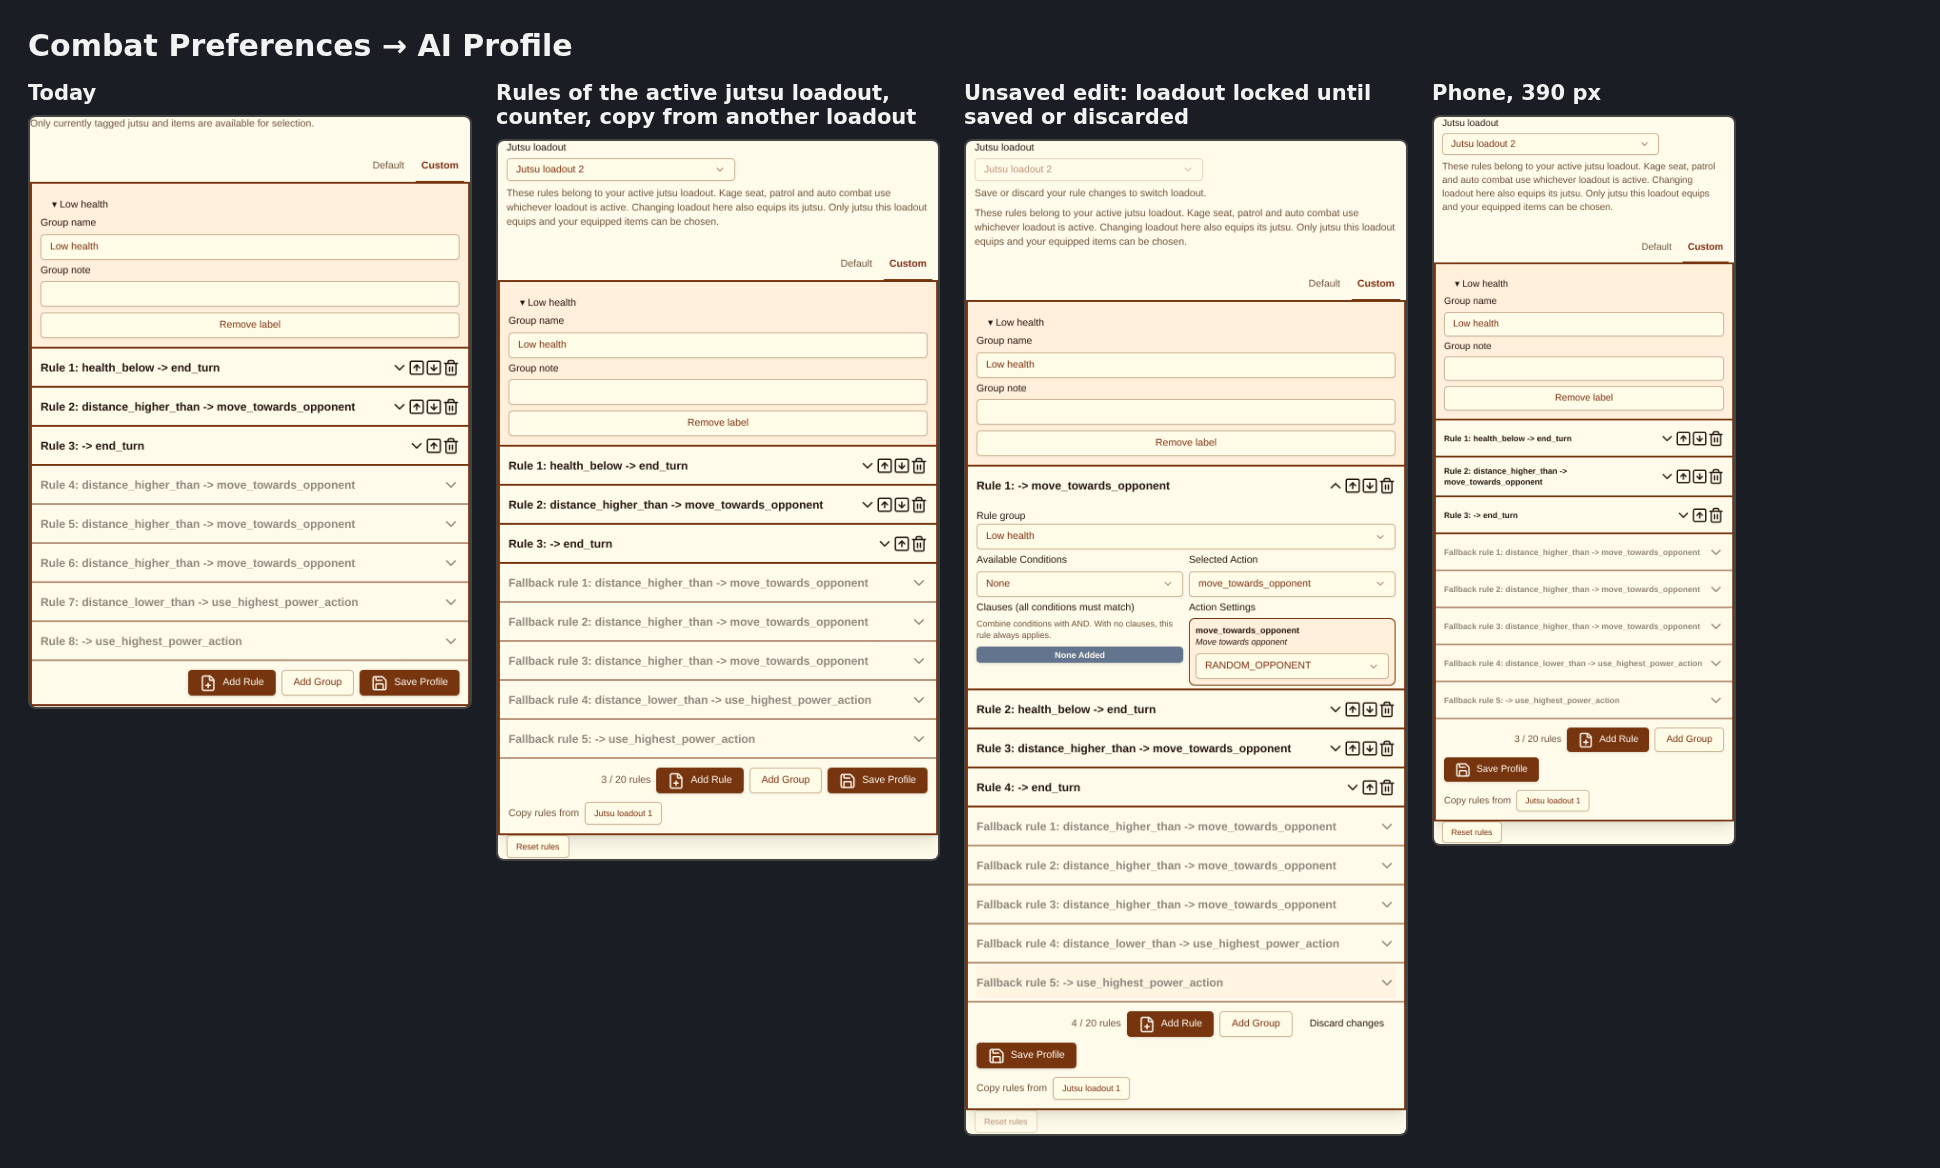 Combat Preferences → AI Profile
Today
Only currently tagged jutsu and items are available for selection.
Default Custom
▾ Low health
Group name
Low health
Group note
Remove label
Rule 1: health_below -> end_turn
Rule 2: distance_higher_than -> move_towards_opponent
Rule 3: -> end_turn
Rule 4: distance_higher_than -> move_towards_opponent
Rule 5: distance_higher_than -> move_towards_opponent
Rule 6: distance_higher_than -> move_towards_opponent
Rule 7: distance_lower_than -> use_highest_power_action
Rule 8: -> use_highest_power_action
Add Rule Add Group Save Profile
Rules of the active jutsu loadout,
counter, copy from another loadout
Jutsu loadout
Jutsu loadout 2
These rules belong to your active jutsu loadout. Kage seat, patrol and auto combat use
whichever loadout is active. Changing loadout here also equips its jutsu. Only jutsu this loadout
equips and your equipped items can be chosen.
Default Custom
▾ Low health
Group name
Low health
Group note
Remove label
Rule 1: health_below -> end_turn
Rule 2: distance_higher_than -> move_towards_opponent
Rule 3: -> end_turn
Fallback rule 1: distance_higher_than -> move_towards_opponent
Fallback rule 2: distance_higher_than -> move_towards_opponent
Fallback rule 3: distance_higher_than -> move_towards_opponent
Fallback rule 4: distance_lower_than -> use_highest_power_action
Fallback rule 5: -> use_highest_power_action
3 / 20 rules Add Rule Add Group Save Profile
Copy rules from Jutsu loadout 1
Reset rules
Unsaved edit: loadout locked until
saved or discarded
Jutsu loadout
Jutsu loadout 2
Save or discard your rule changes to switch loadout.
These rules belong to your active jutsu loadout. Kage seat, patrol and auto combat use
whichever loadout is active. Changing loadout here also equips its jutsu. Only jutsu this loadout
equips and your equipped items can be chosen.
Default Custom
▾ Low health
Group name
Low health
Group note
Remove label
Rule 1: -> move_towards_opponent
Rule group
Low health
Available Conditions Selected Action
None move_towards_opponent
Clauses (all conditions must match) Action Settings
Combine conditions with AND. With no clauses, this
rule always applies.
None Added
move_towards_opponent
Move towards opponent
RANDOM_OPPONENT
Rule 2: health_below -> end_turn
Rule 3: distance_higher_than -> move_towards_opponent
Rule 4: -> end_turn
Fallback rule 1: distance_higher_than -> move_towards_opponent
Fallback rule 2: distance_higher_than -> move_towards_opponent
Fallback rule 3: distance_higher_than -> move_towards_opponent
Fallback rule 4: distance_lower_than -> use_highest_power_action
Fallback rule 5: -> use_highest_power_action
4 / 20 rules Add Rule Add Group Discard changes
Save Profile
Copy rules from Jutsu loadout 1
Reset rules
Phone, 390 px
Jutsu loadout
Jutsu loadout 2
These rules belong to your active jutsu loadout. Kage seat, patrol
and auto combat use whichever loadout is active. Changing
loadout here also equips its jutsu. Only jutsu this loadout equips
and your equipped items can be chosen.
Default Custom
▾ Low health
Group name
Low health
Group note
Remove label
Rule 1: health_below -> end_turn
Rule 2: distance_higher_than ->
move_towards_opponent
Rule 3: -> end_turn
Fallback rule 1: distance_higher_than -> move_towards_opponent
Fallback rule 2: distance_higher_than -> move_towards_opponent
Fallback rule 3: distance_higher_than -> move_towards_opponent
Fallback rule 4: distance_lower_than -> use_highest_power_action
Fallback rule 5: -> use_highest_power_action
3 / 20 rules Add Rule Add Group
Save Profile
Copy rules from Jutsu loadout 1
Reset rules